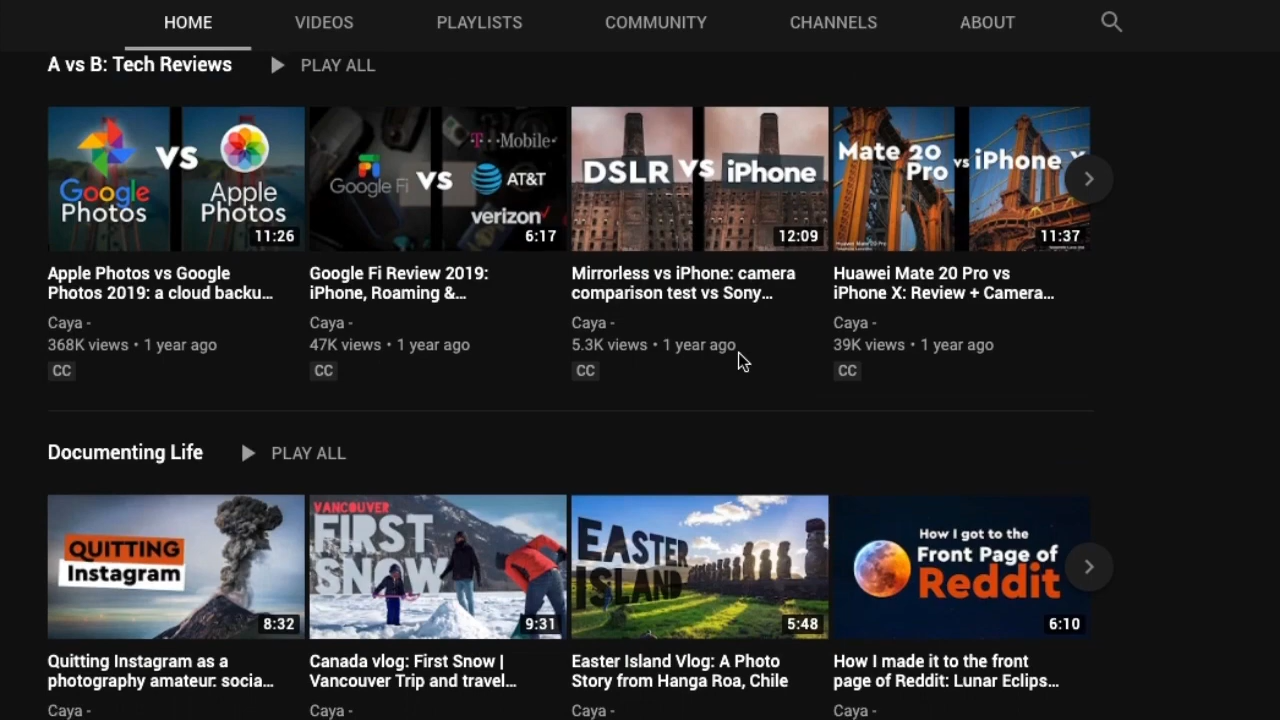 HOME VIDEOS PLAYLISTS COMMUNITY CHANNELS ABOUT
A vs B: Tech Reviews PLAY ALL
Google Photos VS Apple Photos 11:26
Google Fi VS T-Mobile AT&T verizon 6:17
DSLR VS iPhone 12:09
Mate 20 Pro vs iPhone 11:37
Apple Photos vs Google
Photos 2019: a cloud backu...
Caya -
368K views • 1 year ago
CC
Google Fi Review 2019:
iPhone, Roaming &...
Caya -
47K views • 1 year ago
CC
Mirrorless vs iPhone: camera
comparison test vs Sony...
Caya -
5.3K views • 1 year ago
CC
Huawei Mate 20 Pro vs
iPhone X: Review + Camera...
Caya -
39K views • 1 year ago
CC
Documenting Life PLAY ALL
QUITTING
Instagram
8:32
VANCOUVER
FIRST
SNOW
9:31
EASTER
ISLAND
5:48
How I got to the
Front Page of
Reddit
6:10
Quitting Instagram as a
photography amateur: socia...
Caya -
Canada vlog: First Snow |
Vancouver Trip and travel...
Caya -
Easter Island Vlog: A Photo
Story from Hanga Roa, Chile
Caya -
How I made it to the front
page of Reddit: Lunar Eclips...
Caya -